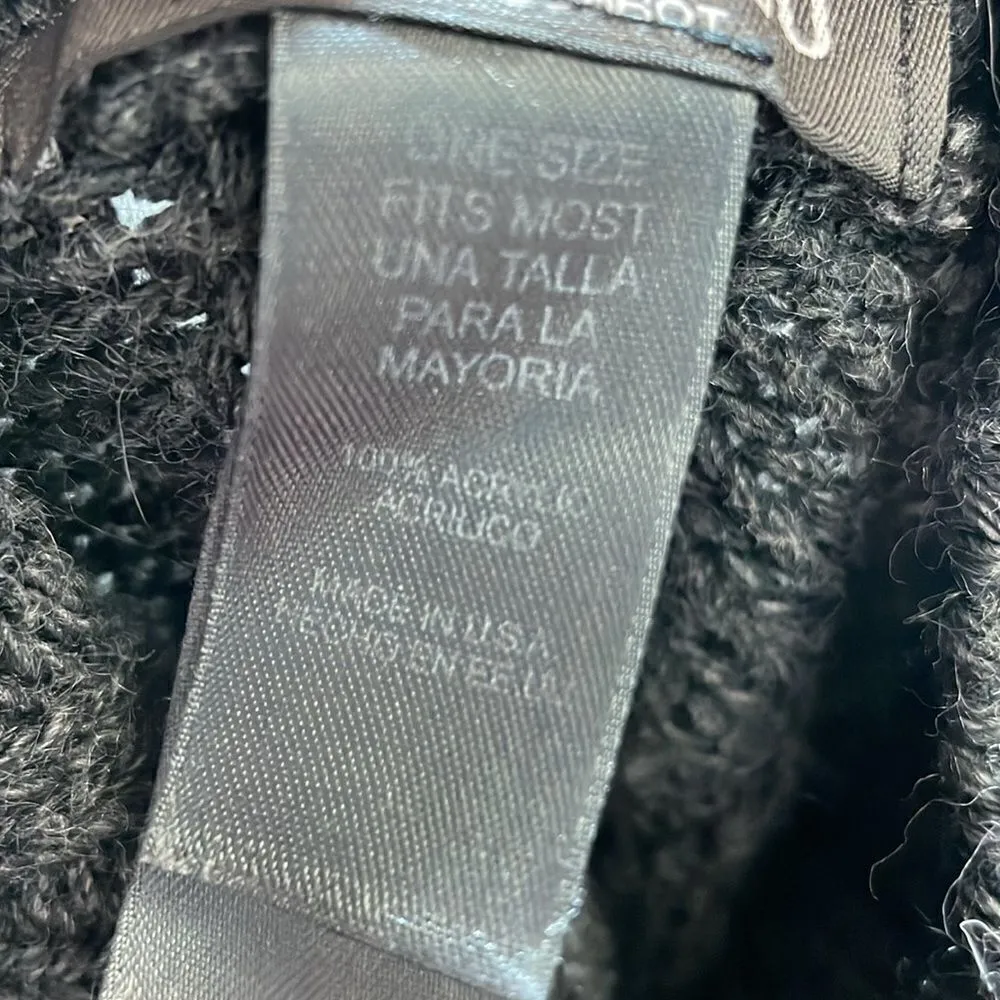 ONE SIZE
FITS MOST
UNA TALLA
PARA LA
MAYORIA
100% ACRYLIC
ACRILICO
MADE IN USA
HECHO EN EE.UU.